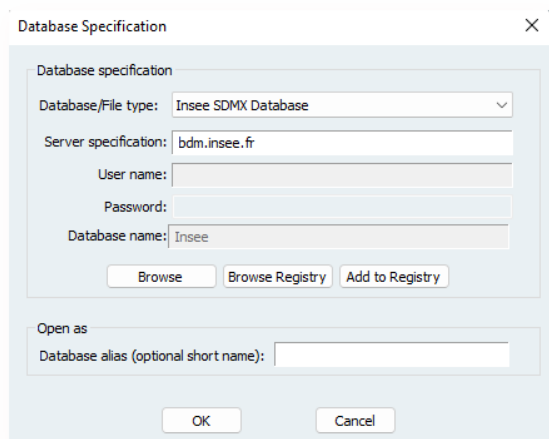 Database Specification
Database specification
Database/File type: Insee SDMX Database
Server specification: bdm.insee.fr
User name:
Password:
Database name: Insee
Browse Browse Registry Add to Registry
Open as
Database alias (optional short name):
OK Cancel